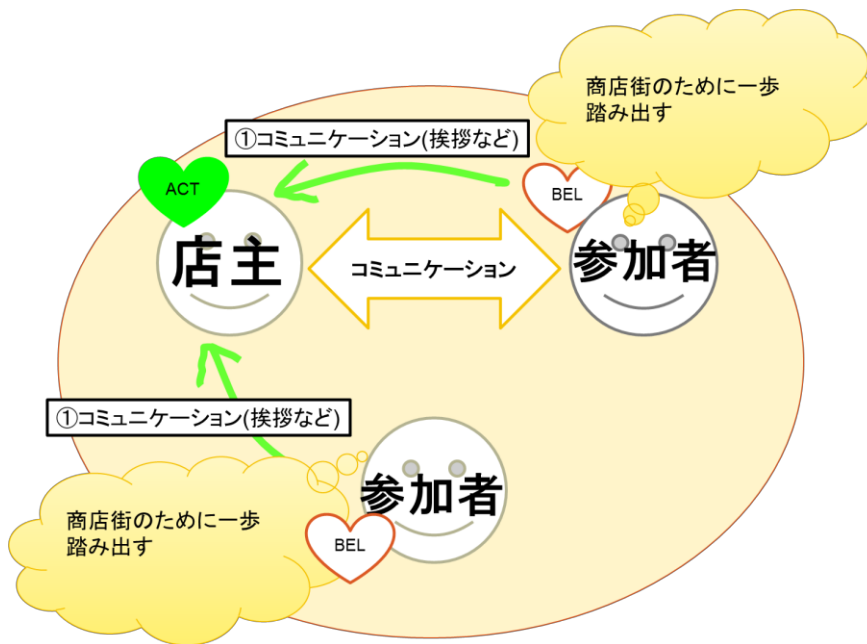 商店街のために一歩
踏み出す
①コミュニケーション(挨拶など)
ACT
BEL
店主
コミュニケーション
参加者
①コミュニケーション(挨拶など)
参加者
商店街のために一歩
踏み出す
BEL